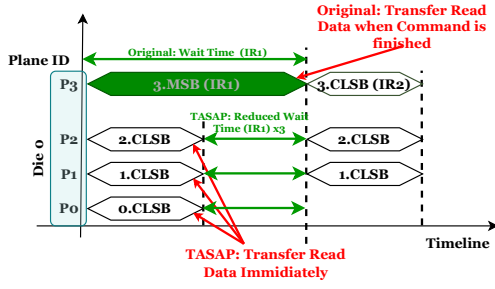 Original: Transfer Read
Data when Command is
finished
Original: Wait Time (IR1)
Plane ID
P3
3.MSB (IR1)
3.CLSB (IR2)
TASAP: Reduced Wait
Time (IR1) x3
Die 0
P2
2.CLSB
2.CLSB
P1
1.CLSB
1.CLSB
P0
0.CLSB
Timeline
TASAP: Transfer Read
Data Immidiately